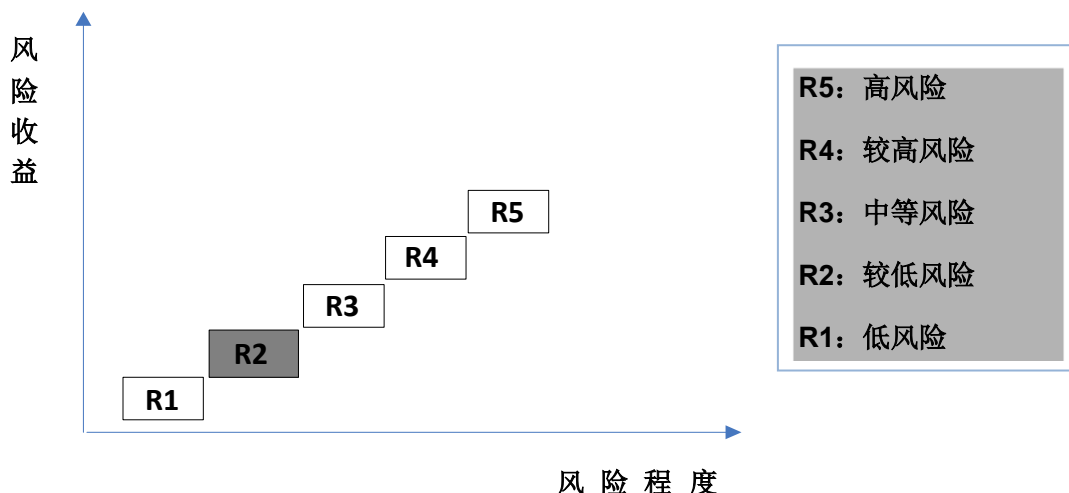 风
险
收
益
R5
R4
R3
R2
R1
风 险 程 度
R5：高风险
R4：较高风险
R3：中等风险
R2：较低风险
R1：低风险